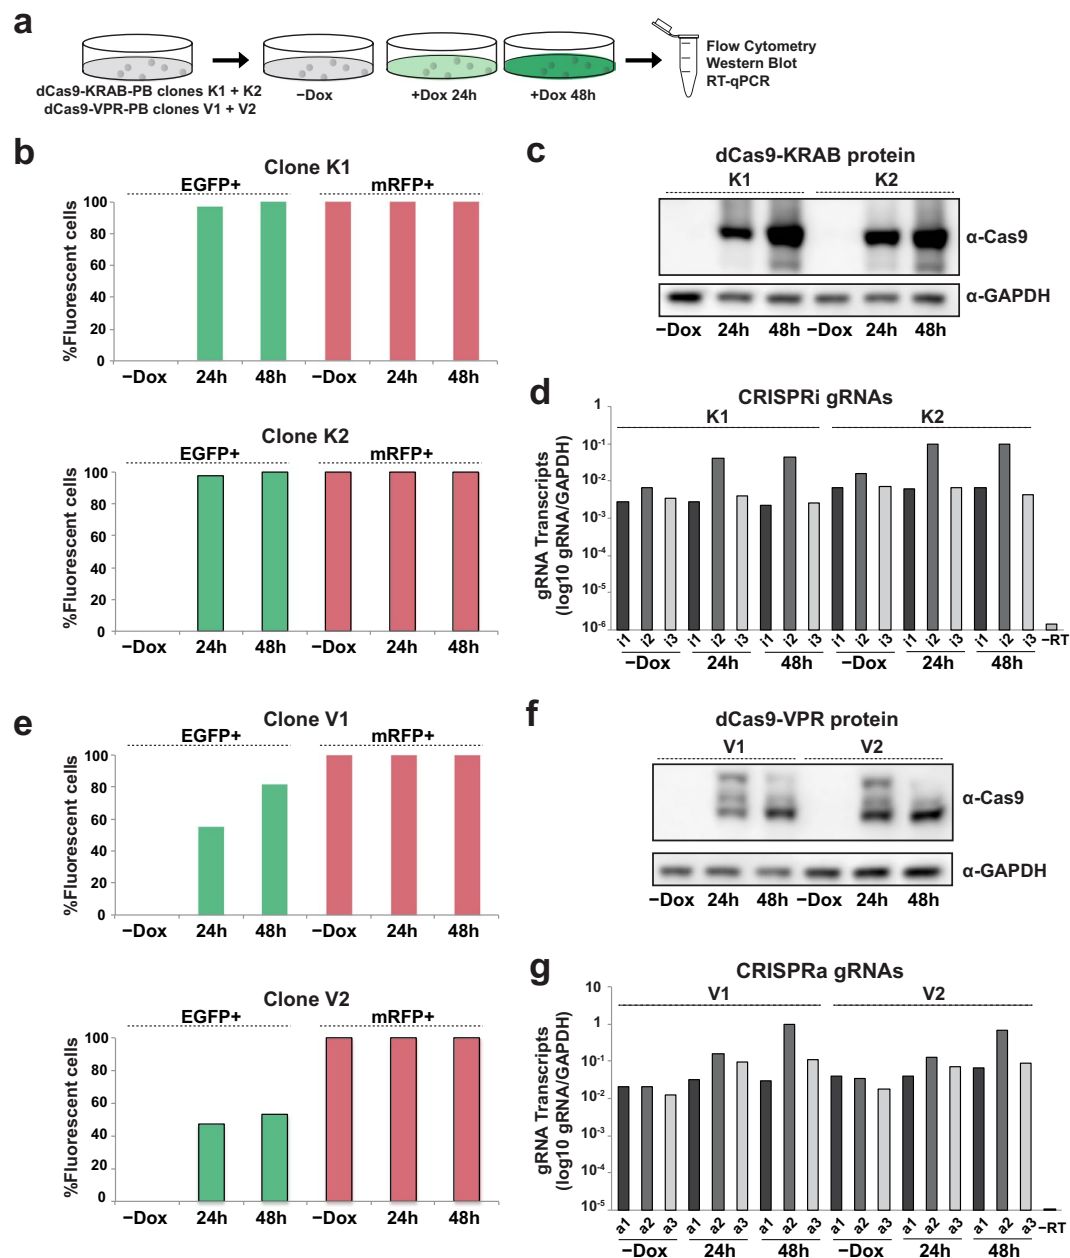 a
dCas9-KRAB-PB clones K1 + K2
dCas9-VPR-PB clones V1 + V2
−Dox
+Dox 24h
+Dox 48h
Flow Cytometry
Western Blot
RT-qPCR
b
Clone K1
EGFP+
mRFP+
%Fluorescent cells
100
80
60
40
20
0
−Dox 24h 48h −Dox 24h 48h
Clone K2
EGFP+
mRFP+
%Fluorescent cells
100
80
60
40
20
0
−Dox 24h 48h −Dox 24h 48h
c
dCas9-KRAB protein
K1 K2
α-Cas9
α-GAPDH
−Dox 24h 48h −Dox 24h 48h
d
CRISPRi gRNAs
K1 K2
gRNA Transcripts
(log10 gRNA/GAPDH)
1
10-1
10-2
10-3
10-4
10-5
10-6
i1 i2 i3 i1 i2 i3 i1 i2 i3 i1 i2 i3 i1 i2 i3 i1 i2 i3 −RT
−Dox 24h 48h −Dox 24h 48h
e
Clone V1
EGFP+
mRFP+
%Fluorescent cells
100
80
60
40
20
0
−Dox 24h 48h −Dox 24h 48h
Clone V2
EGFP+
mRFP+
%Fluorescent cells
100
80
60
40
20
0
−Dox 24h 48h −Dox 24h 48h
f
dCas9-VPR protein
V1 V2
α-Cas9
α-GAPDH
−Dox 24h 48h −Dox 24h 48h
g
CRISPRa gRNAs
V1 V2
gRNA Transcripts
(log10 gRNA/GAPDH)
10
1
10-1
10-2
10-3
10-4
10-5
a1 a2 a3 a1 a2 a3 a1 a2 a3 a1 a2 a3 a1 a2 a3 a1 a2 a3 −RT
−Dox 24h 48h −Dox 24h 48h